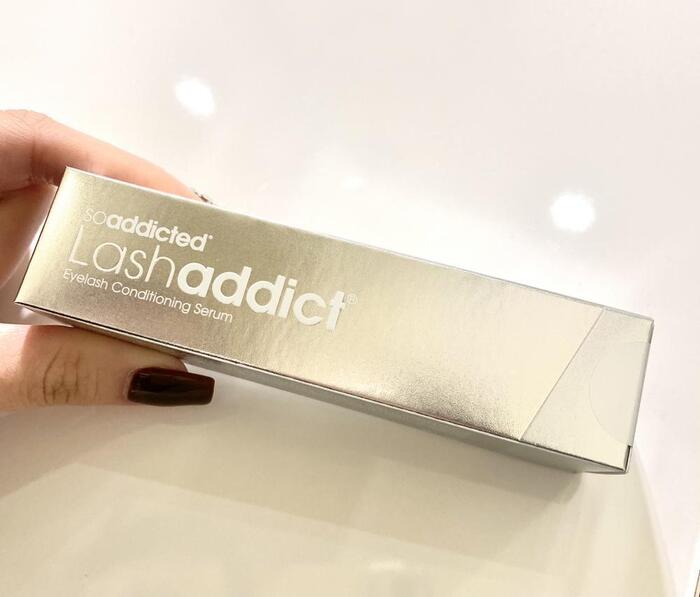 soaddicted®
Lashaddict®
Eyelash Conditioning Serum